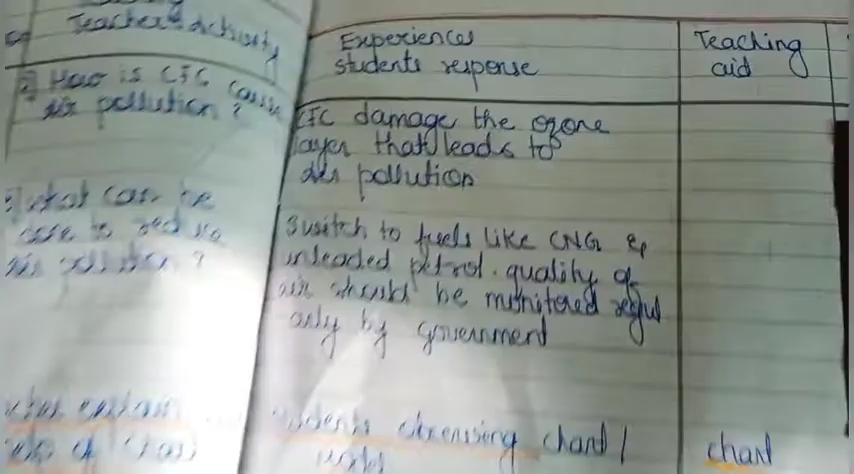 Teacher's Activity
How is CFC cause
air pollution ?
what can be
done to reduce
air pollution ?
Experiences
students response
CFC damage the ozone
layer that leads to
air pollution
Switch to fuels like CNG &
unleaded petrol. quality of
air should be monitered regul
arly by government
students observing chart /
Teaching
aid
chart